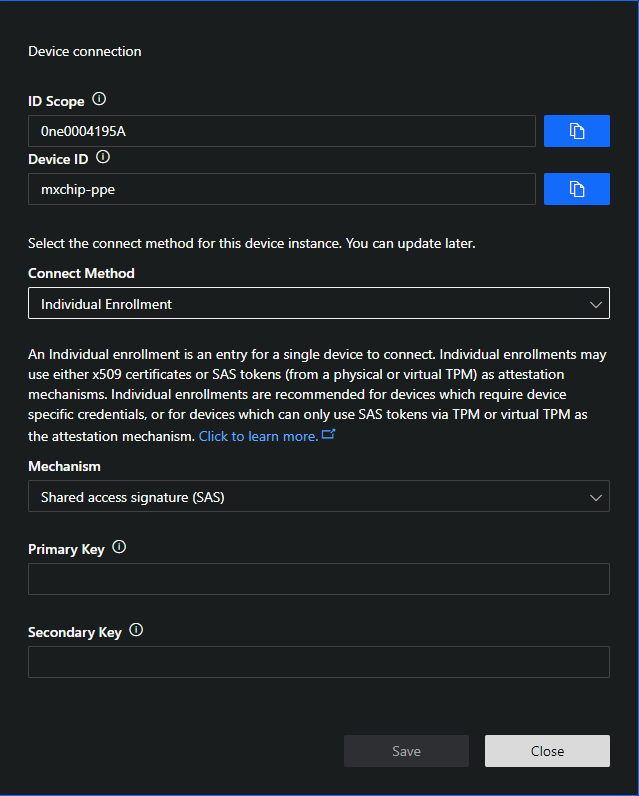 Device connection
ID Scope
0ne0004195A
Device ID
mxchip-ppe
Select the connect method for this device instance. You can update later.
Connect Method
Individual Enrollment
An Individual enrollment is an entry for a single device to connect. Individual enrollments may
use either x509 certificates or SAS tokens (from a physical or virtual TPM) as attestation
mechanisms. Individual enrollments are recommended for devices which require device
specific credentials, or for devices which can only use SAS tokens via TPM or virtual TPM as
the attestation mechanism. Click to learn more.
Mechanism
Shared access signature (SAS)
Primary Key
Secondary Key
Save Close